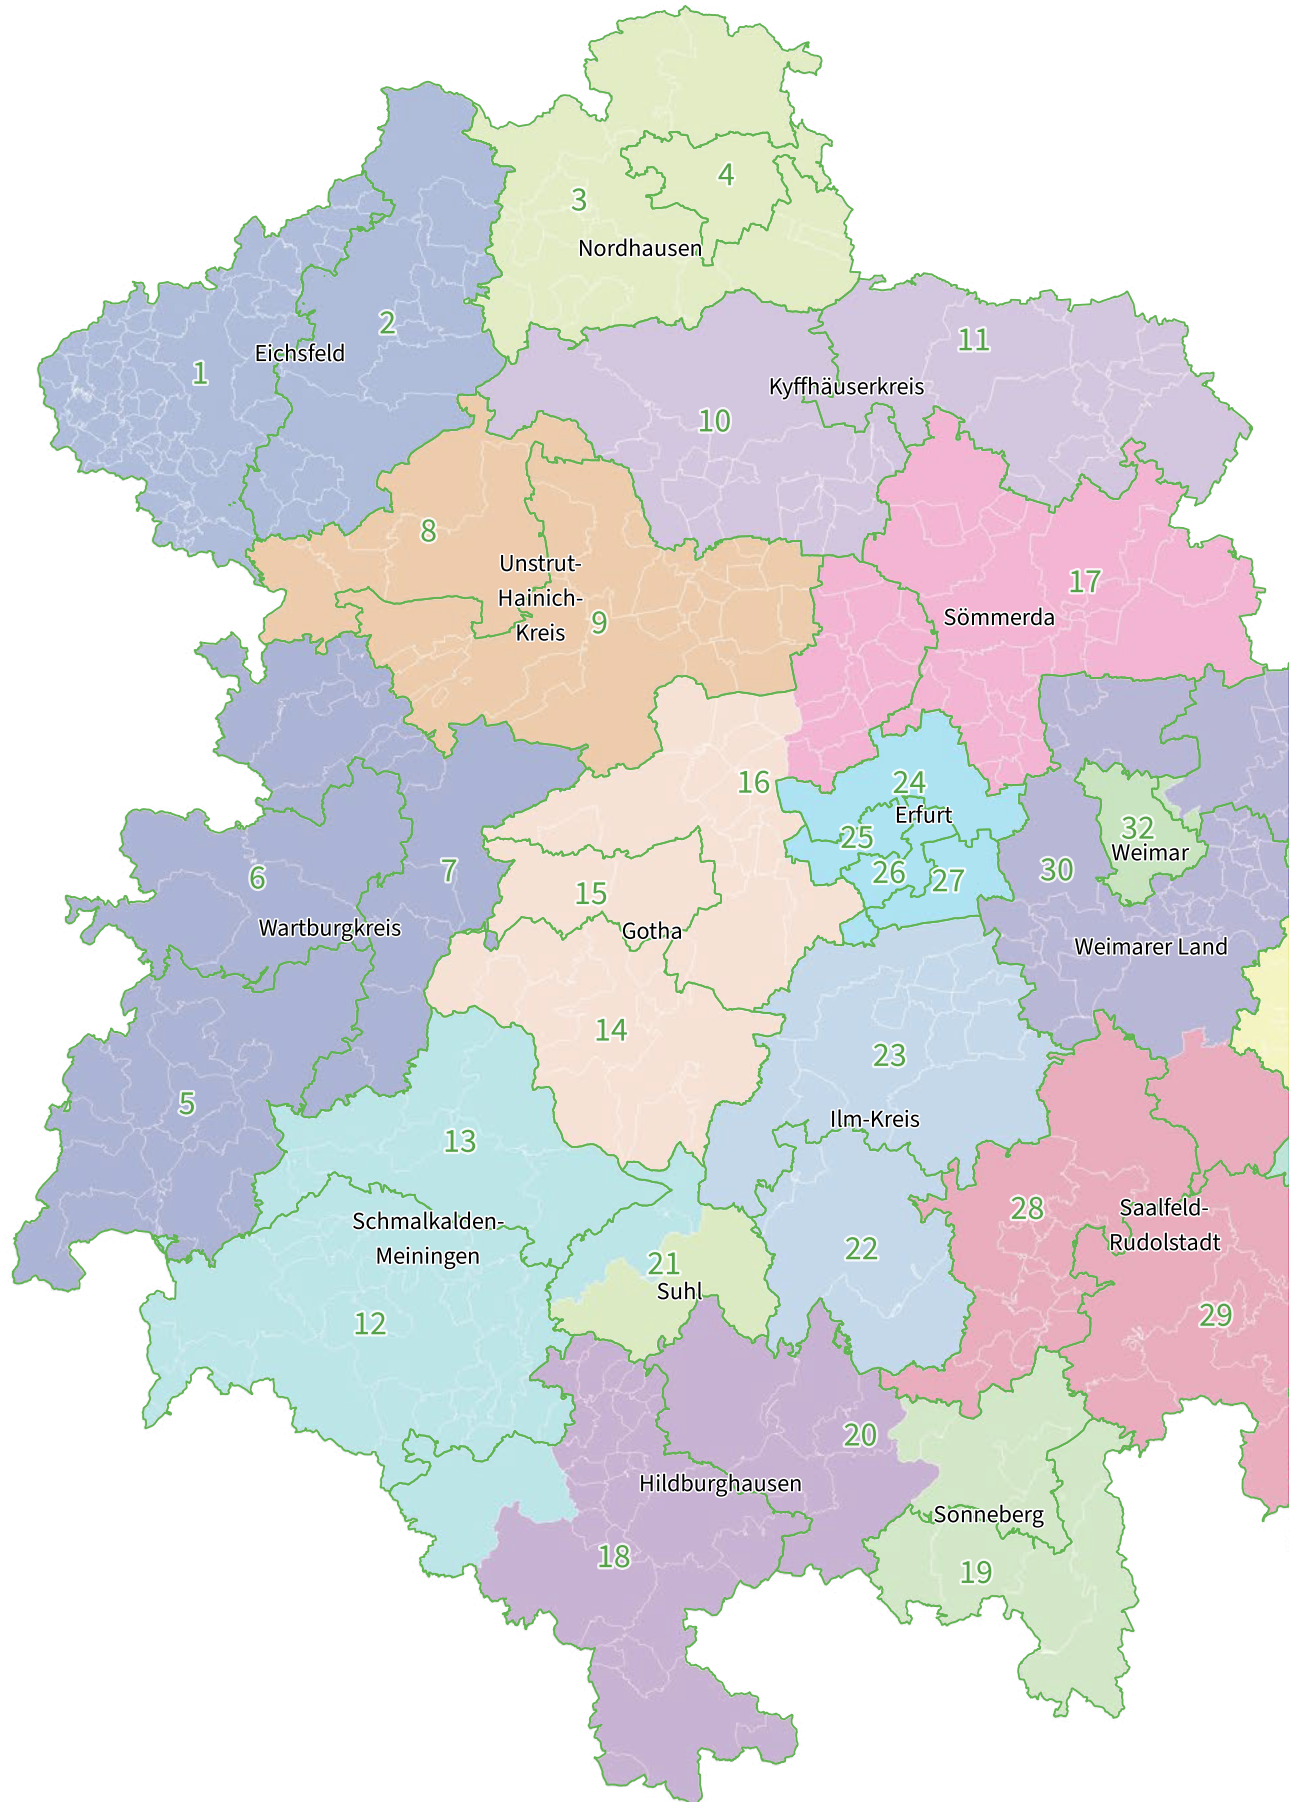 4
3
Nordhausen
2
11
Eichsfeld
1
Kyffhäuserkreis
10
8
Unstrut-
Hainich-
Kreis
9
17
Sömmerda
16
24
Erfurt
25
32
Weimar
26
27
30
6
7
15
Wartburgkreis
Gotha
Weimarer Land
14
23
5
Ilm-Kreis
13
28
Saalfeld-
Rudolstadt
Schmalkalden-
Meiningen
22
21
Suhl
12
29
20
Hildburghausen
Sonneberg
18
19